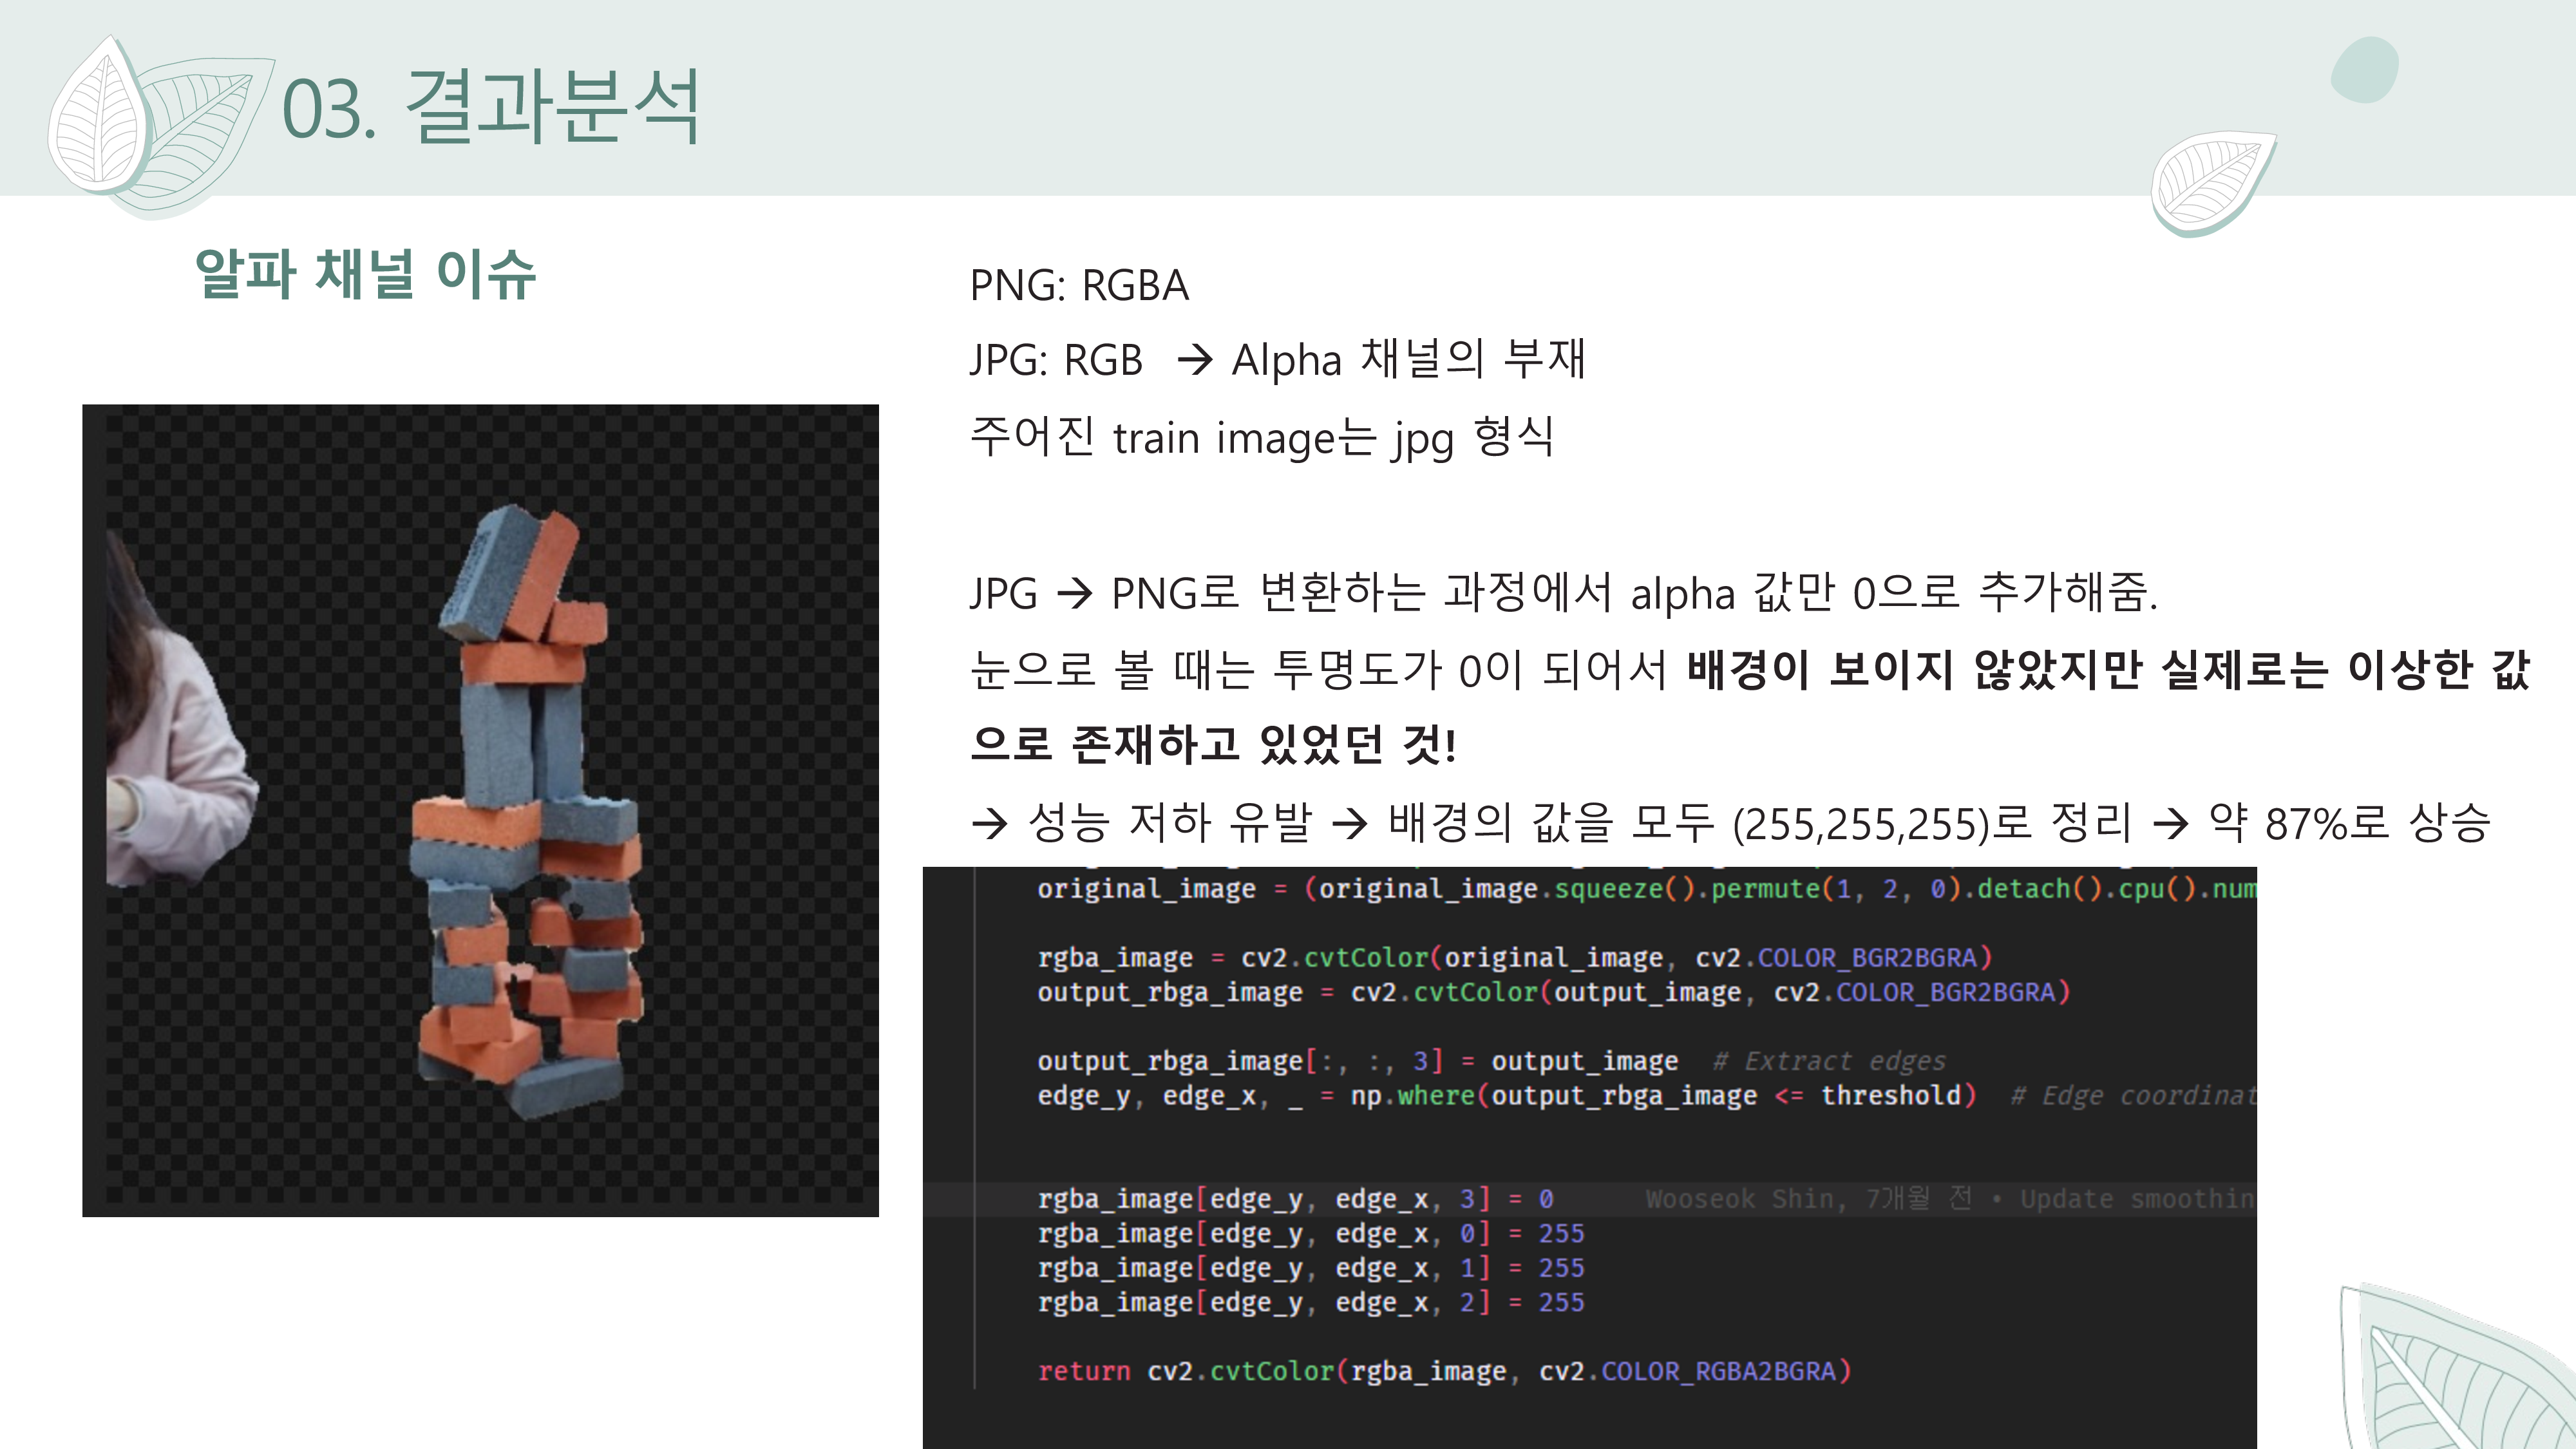 03. 결과분석
알파 채널 이슈
PNG: RGBA
JPG: RGB → Alpha 채널의 부재
주어진 train image는 jpg 형식
JPG → PNG로 변환하는 과정에서 alpha 값만 0으로 추가해줌.
눈으로 볼 때는 투명도가 0이 되어서 배경이 보이지 않았지만 실제로는 이상한 값
으로 존재하고 있었던 것!
→ 성능 저하 유발 → 배경의 값을 모두 (255,255,255)로 정리 → 약 87%로 상승
original_image = (original_image.squeeze().permute(1, 2, 0).detach().cpu().num
rgba_image = cv2.cvtColor(original_image, cv2.COLOR_BGR2BGRA)
output_rbga_image = cv2.cvtColor(output_image, cv2.COLOR_BGR2BGRA)
output_rbga_image[:, :, 3] = output_image # Extract edges
edge_y, edge_x, _ = np.where(output_rbga_image <= threshold) # Edge coordinat
rgba_image[edge_y, edge_x, 3] = 0 Wooseok Shin, 7개월 전 • Update smoothin
rgba_image[edge_y, edge_x, 0] = 255
rgba_image[edge_y, edge_x, 1] = 255
rgba_image[edge_y, edge_x, 2] = 255
return cv2.cvtColor(rgba_image, cv2.COLOR_RGBA2BGRA)